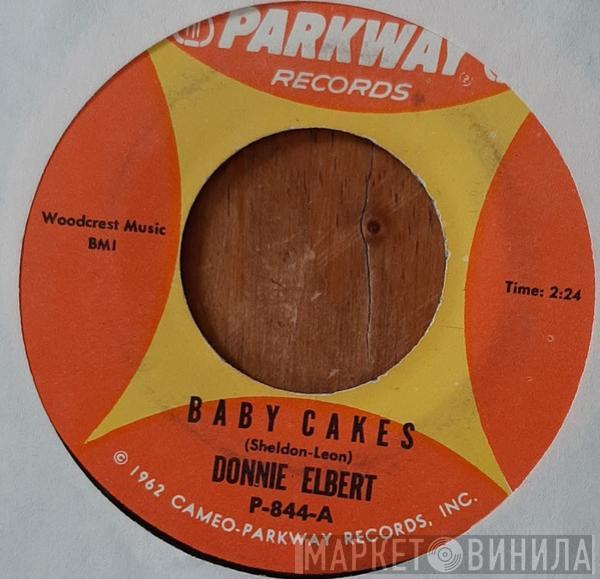 PARKWAY
RECORDS
Woodcrest Music
BMI
Time: 2:24
BABY CAKES
(Sheldon-Leon)
DONNIE ELBERT
P-844-A
© 1962 CAMEO-PARKWAY RECORDS, INC.
МАРКЕТ ВИНИЛА